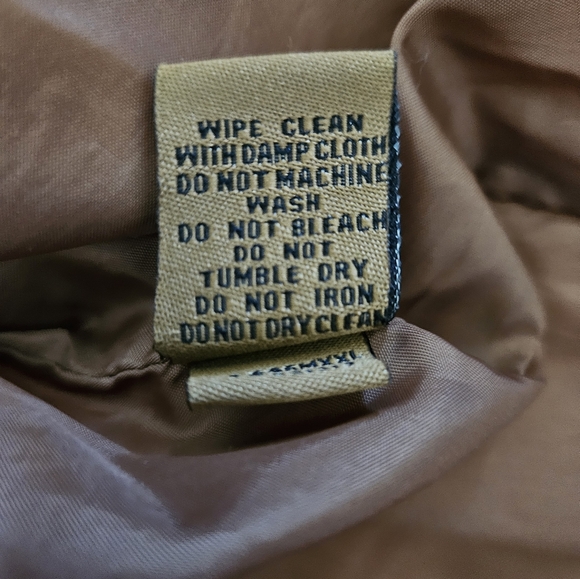 WIPE CLEAN
WITH DAMP CLOTH
DO NOT MACHINE
WASH
DO NOT BLEACH
DO NOT
TUMBLE DRY
DO NOT IRON
DO NOT DRY CLEAN